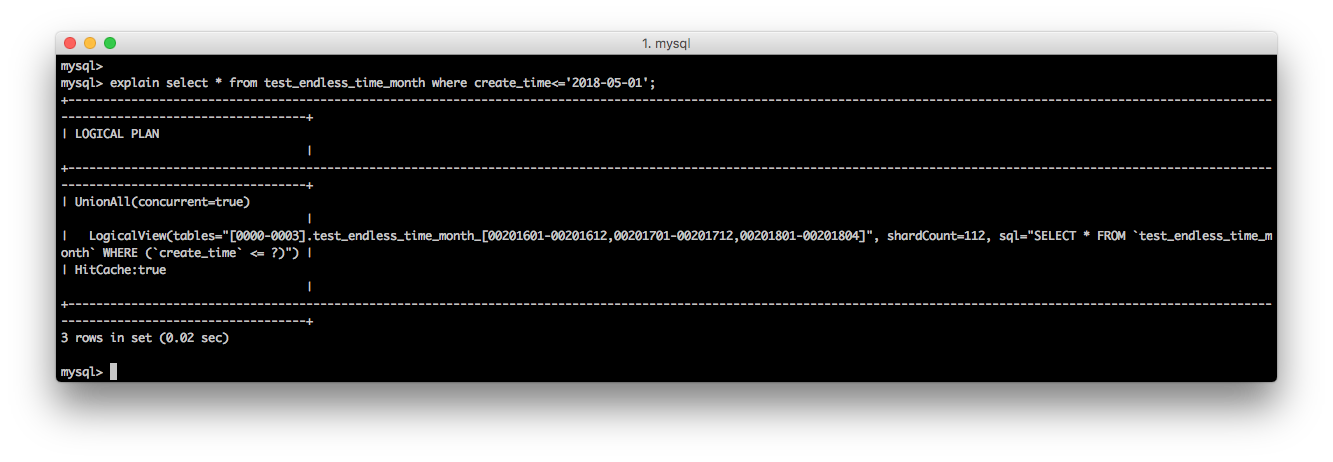 1. mysql
mysql>
mysql> explain select * from test_endless_time_month where create_time<='2018-05-01';
+---------------------------------------------------------------------------------------------------------------------------------------------------------------------------
-----------------------------------+
| LOGICAL PLAN
|
+---------------------------------------------------------------------------------------------------------------------------------------------------------------------------
-----------------------------------+
| UnionAll(concurrent=true)
|
|   LogicalView(tables="[0000-0003].test_endless_time_month_[00201601-00201612,00201701-00201712,00201801-00201804]", shardCount=112, sql="SELECT * FROM `test_endless_time_m
onth` WHERE (`create_time` <= ?)") |
| HitCache:true
|
+---------------------------------------------------------------------------------------------------------------------------------------------------------------------------
-----------------------------------+
3 rows in set (0.02 sec)
mysql>